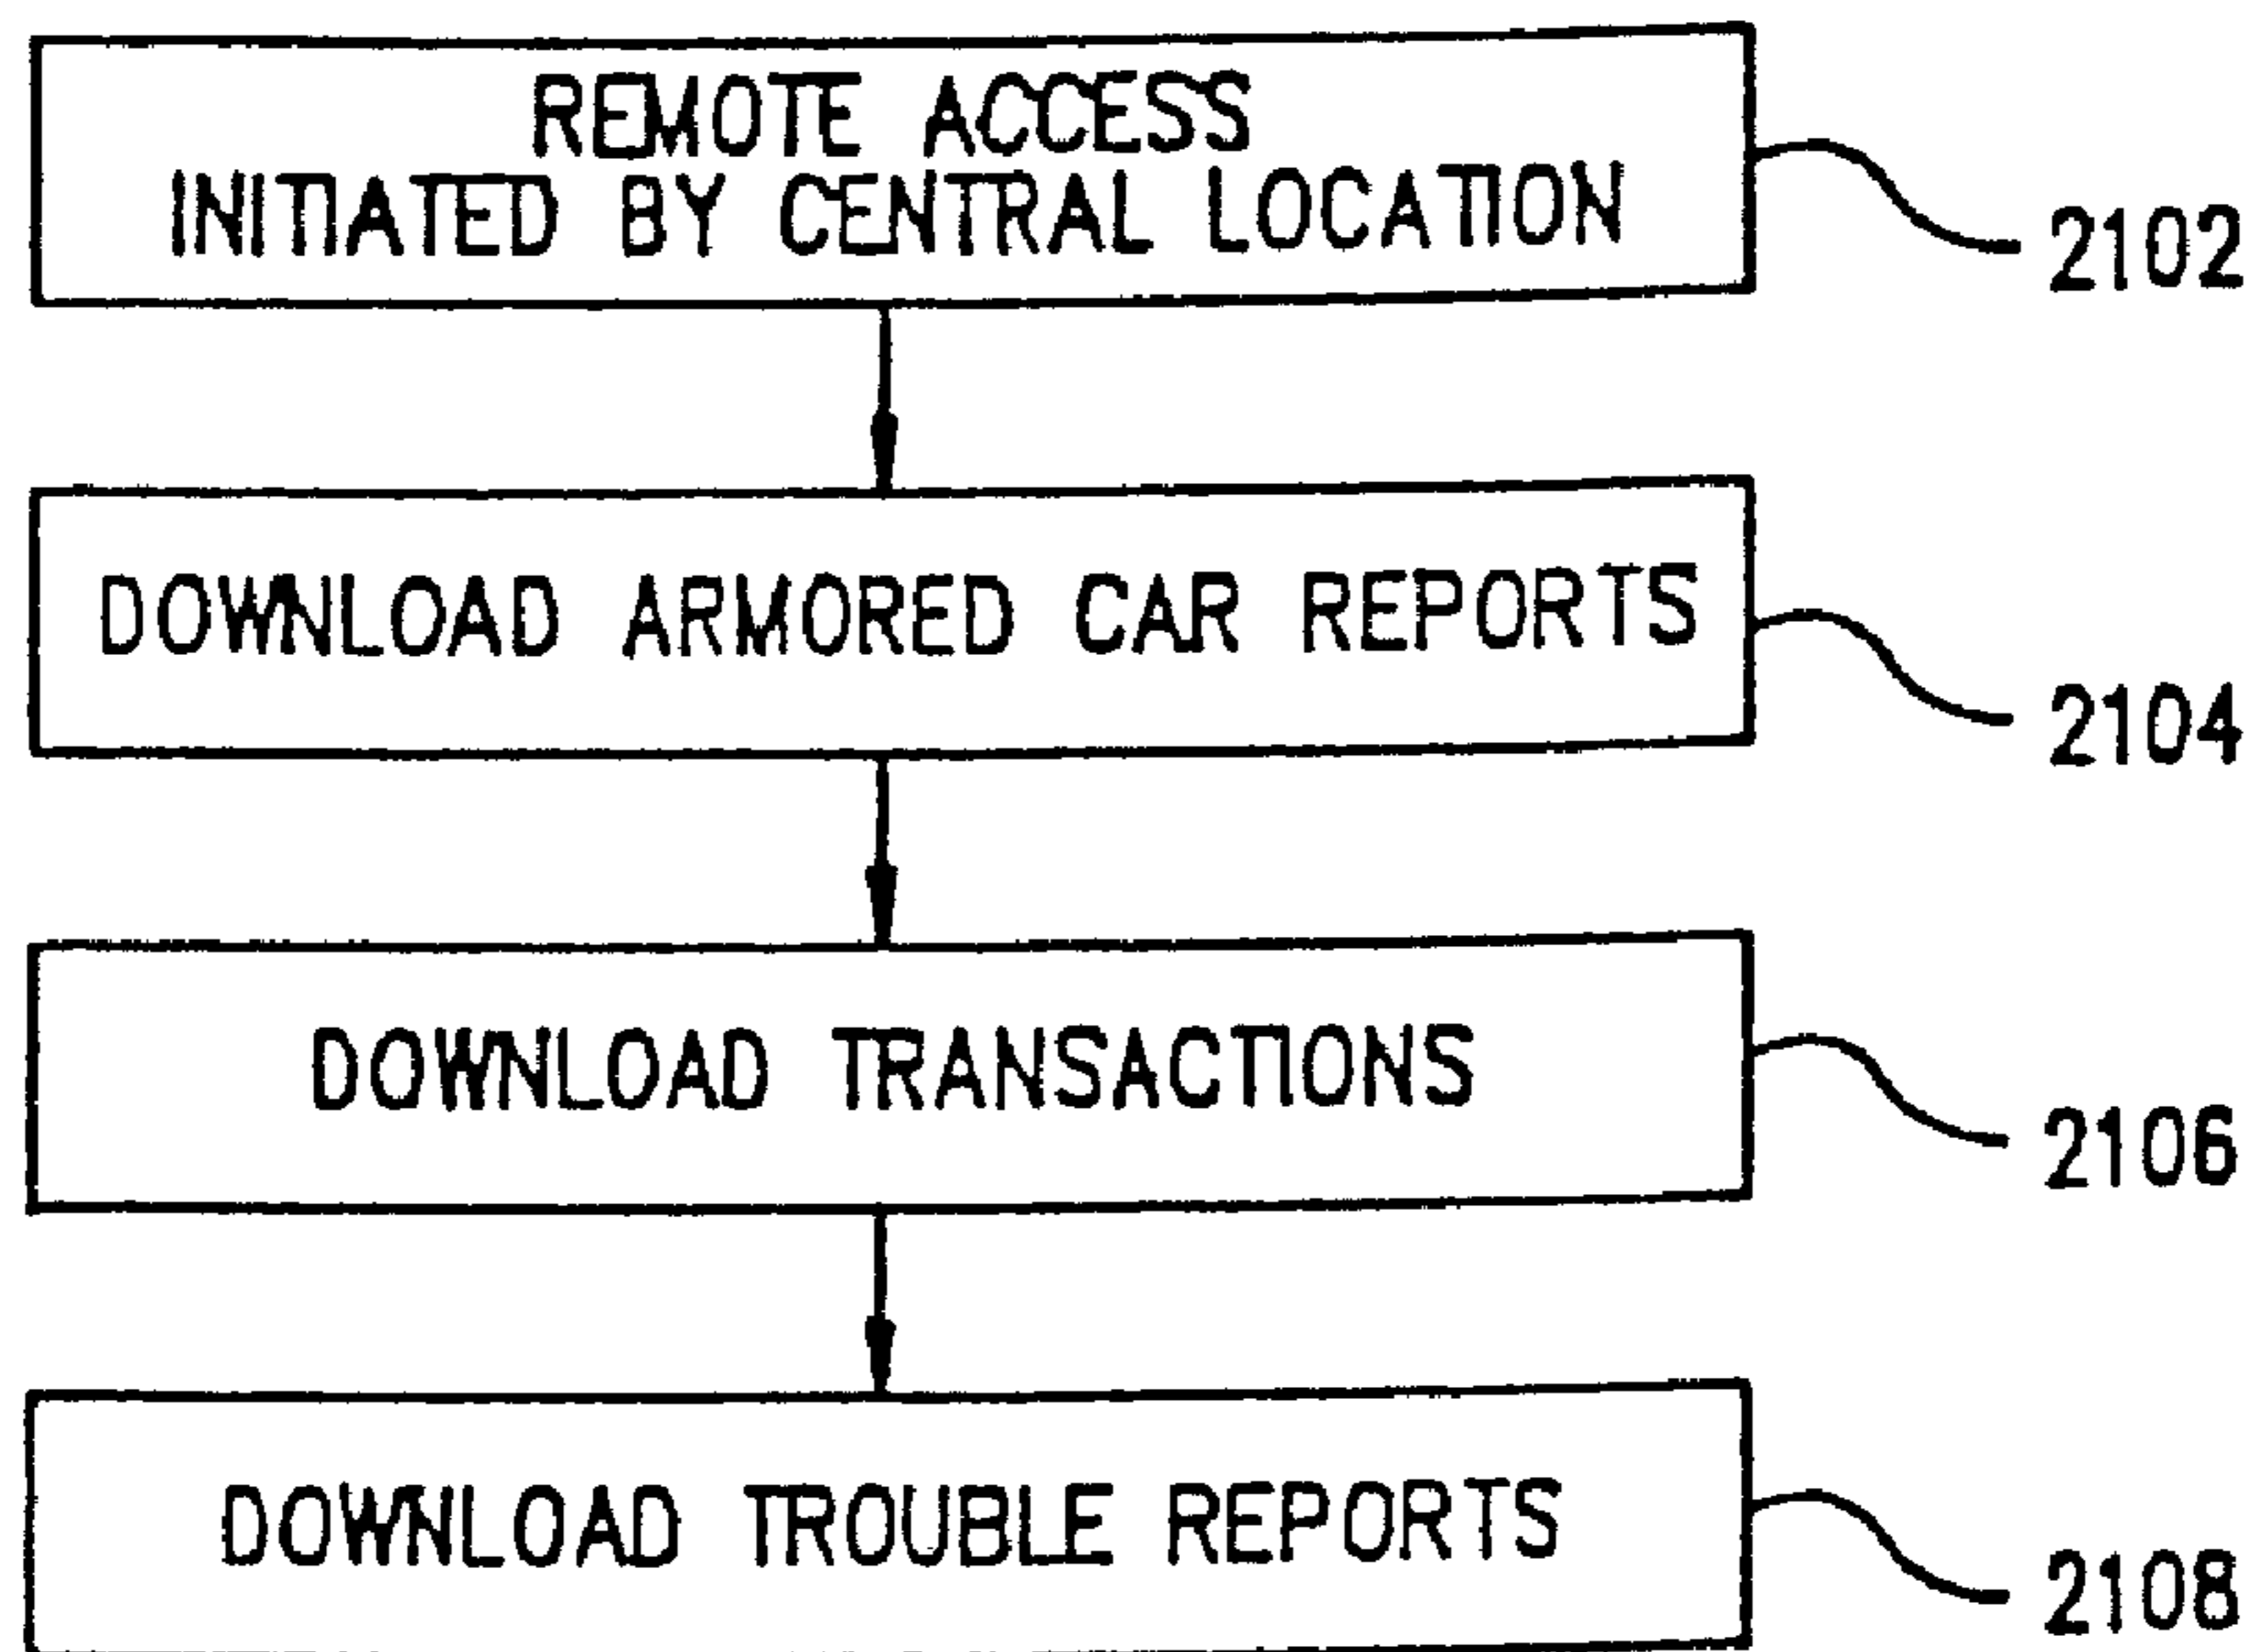 REMOTE ACCESS
INITIATED BY CENTRAL LOCATION
2102
DOWNLOAD ARMORED CAR REPORTS
2104
DOWNLOAD TRANSACTIONS
2106
DOWNLOAD TROUBLE REPORTS
2108